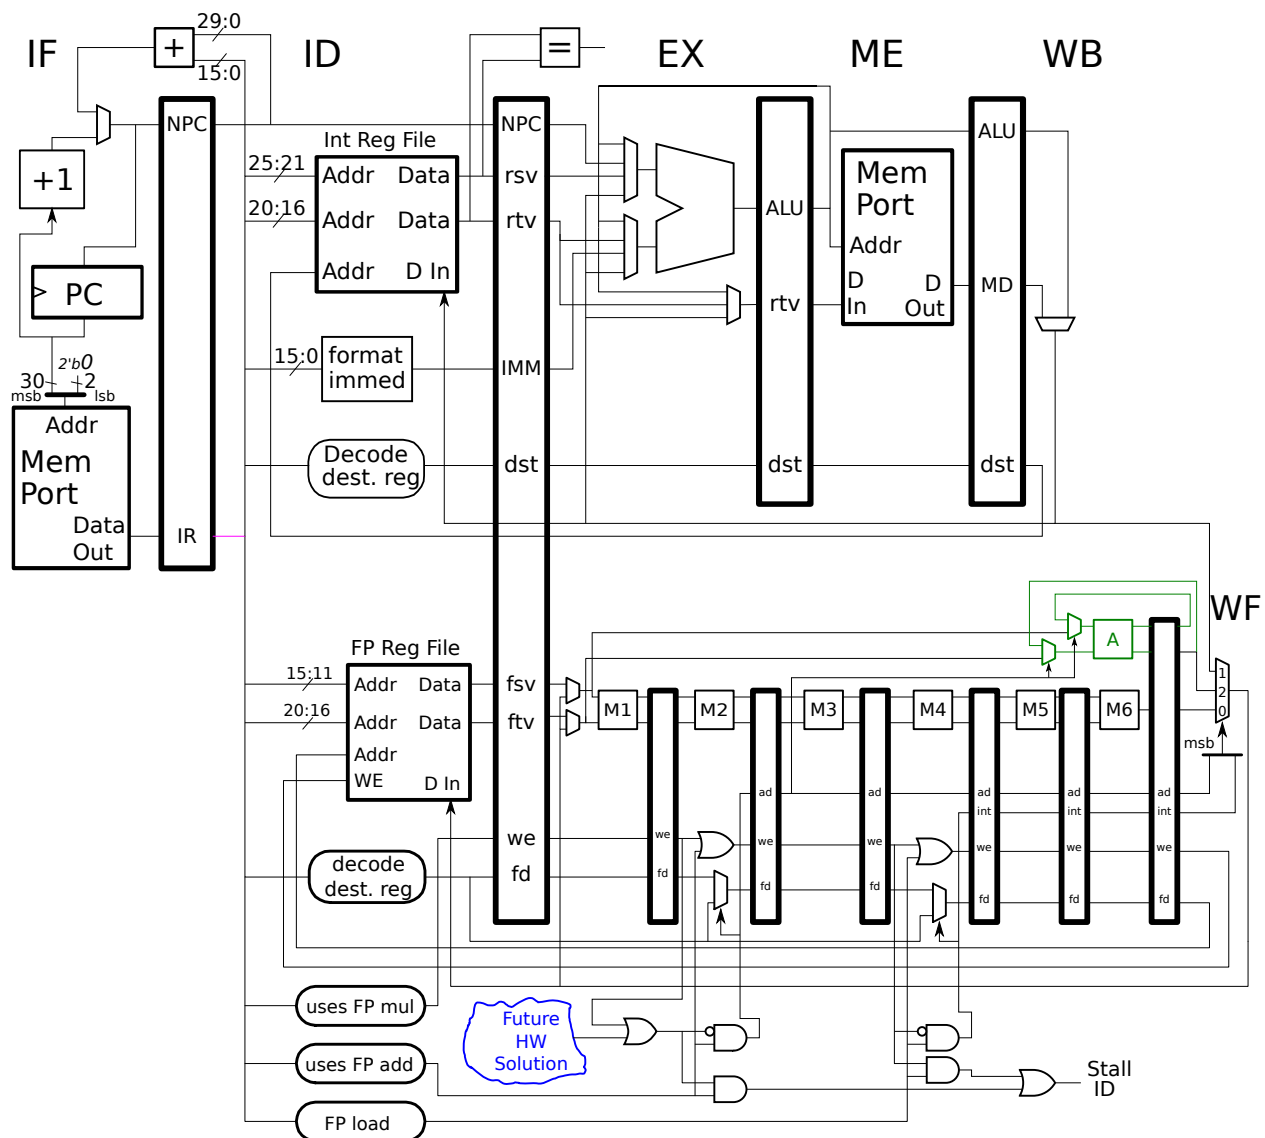 IF
ID
EX
ME
WB
29:0
+
15:0
=
NPC
+1
PC
30
2'b0
2
msb
lsb
Addr
Mem
Port
Data
Out
IR
Int Reg File
25:21
Addr Data
20:16
Addr Data
Addr D In
15:0
format
immed
Decode
dest. reg
NPC
rsv
rtv
IMM
dst
ALU
rtv
dst
Mem
Port
Addr
D
In
D
Out
ALU
MD
dst
WF
FP Reg File
15:11
Addr Data
20:16
Addr Data
Addr
WE D In
decode
dest. reg
fsv
ftv
we
fd
M1
M2
M3
M4
M5
M6
A
we
fd
ad
we
fd
we
fd
ad
int
we
fd
ad
int
we
fd
ad
int
we
fd
1
2
0
msb
uses FP mul
uses FP add
FP load
Future
HW
Solution
Stall
ID